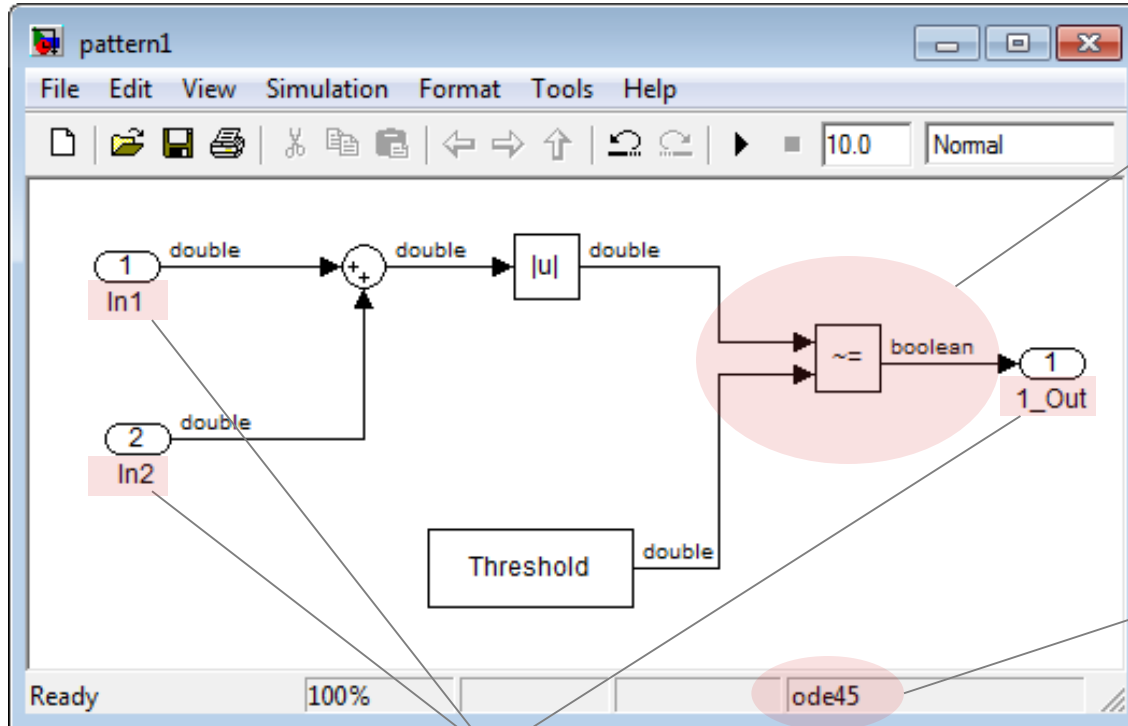 pattern1
File Edit View Simulation Format Tools Help
10.0 Normal
double double |u| double
1
In1
++
~= boolean 1
1_Out
double
2
In2
Threshold double
Ready 100% ode45